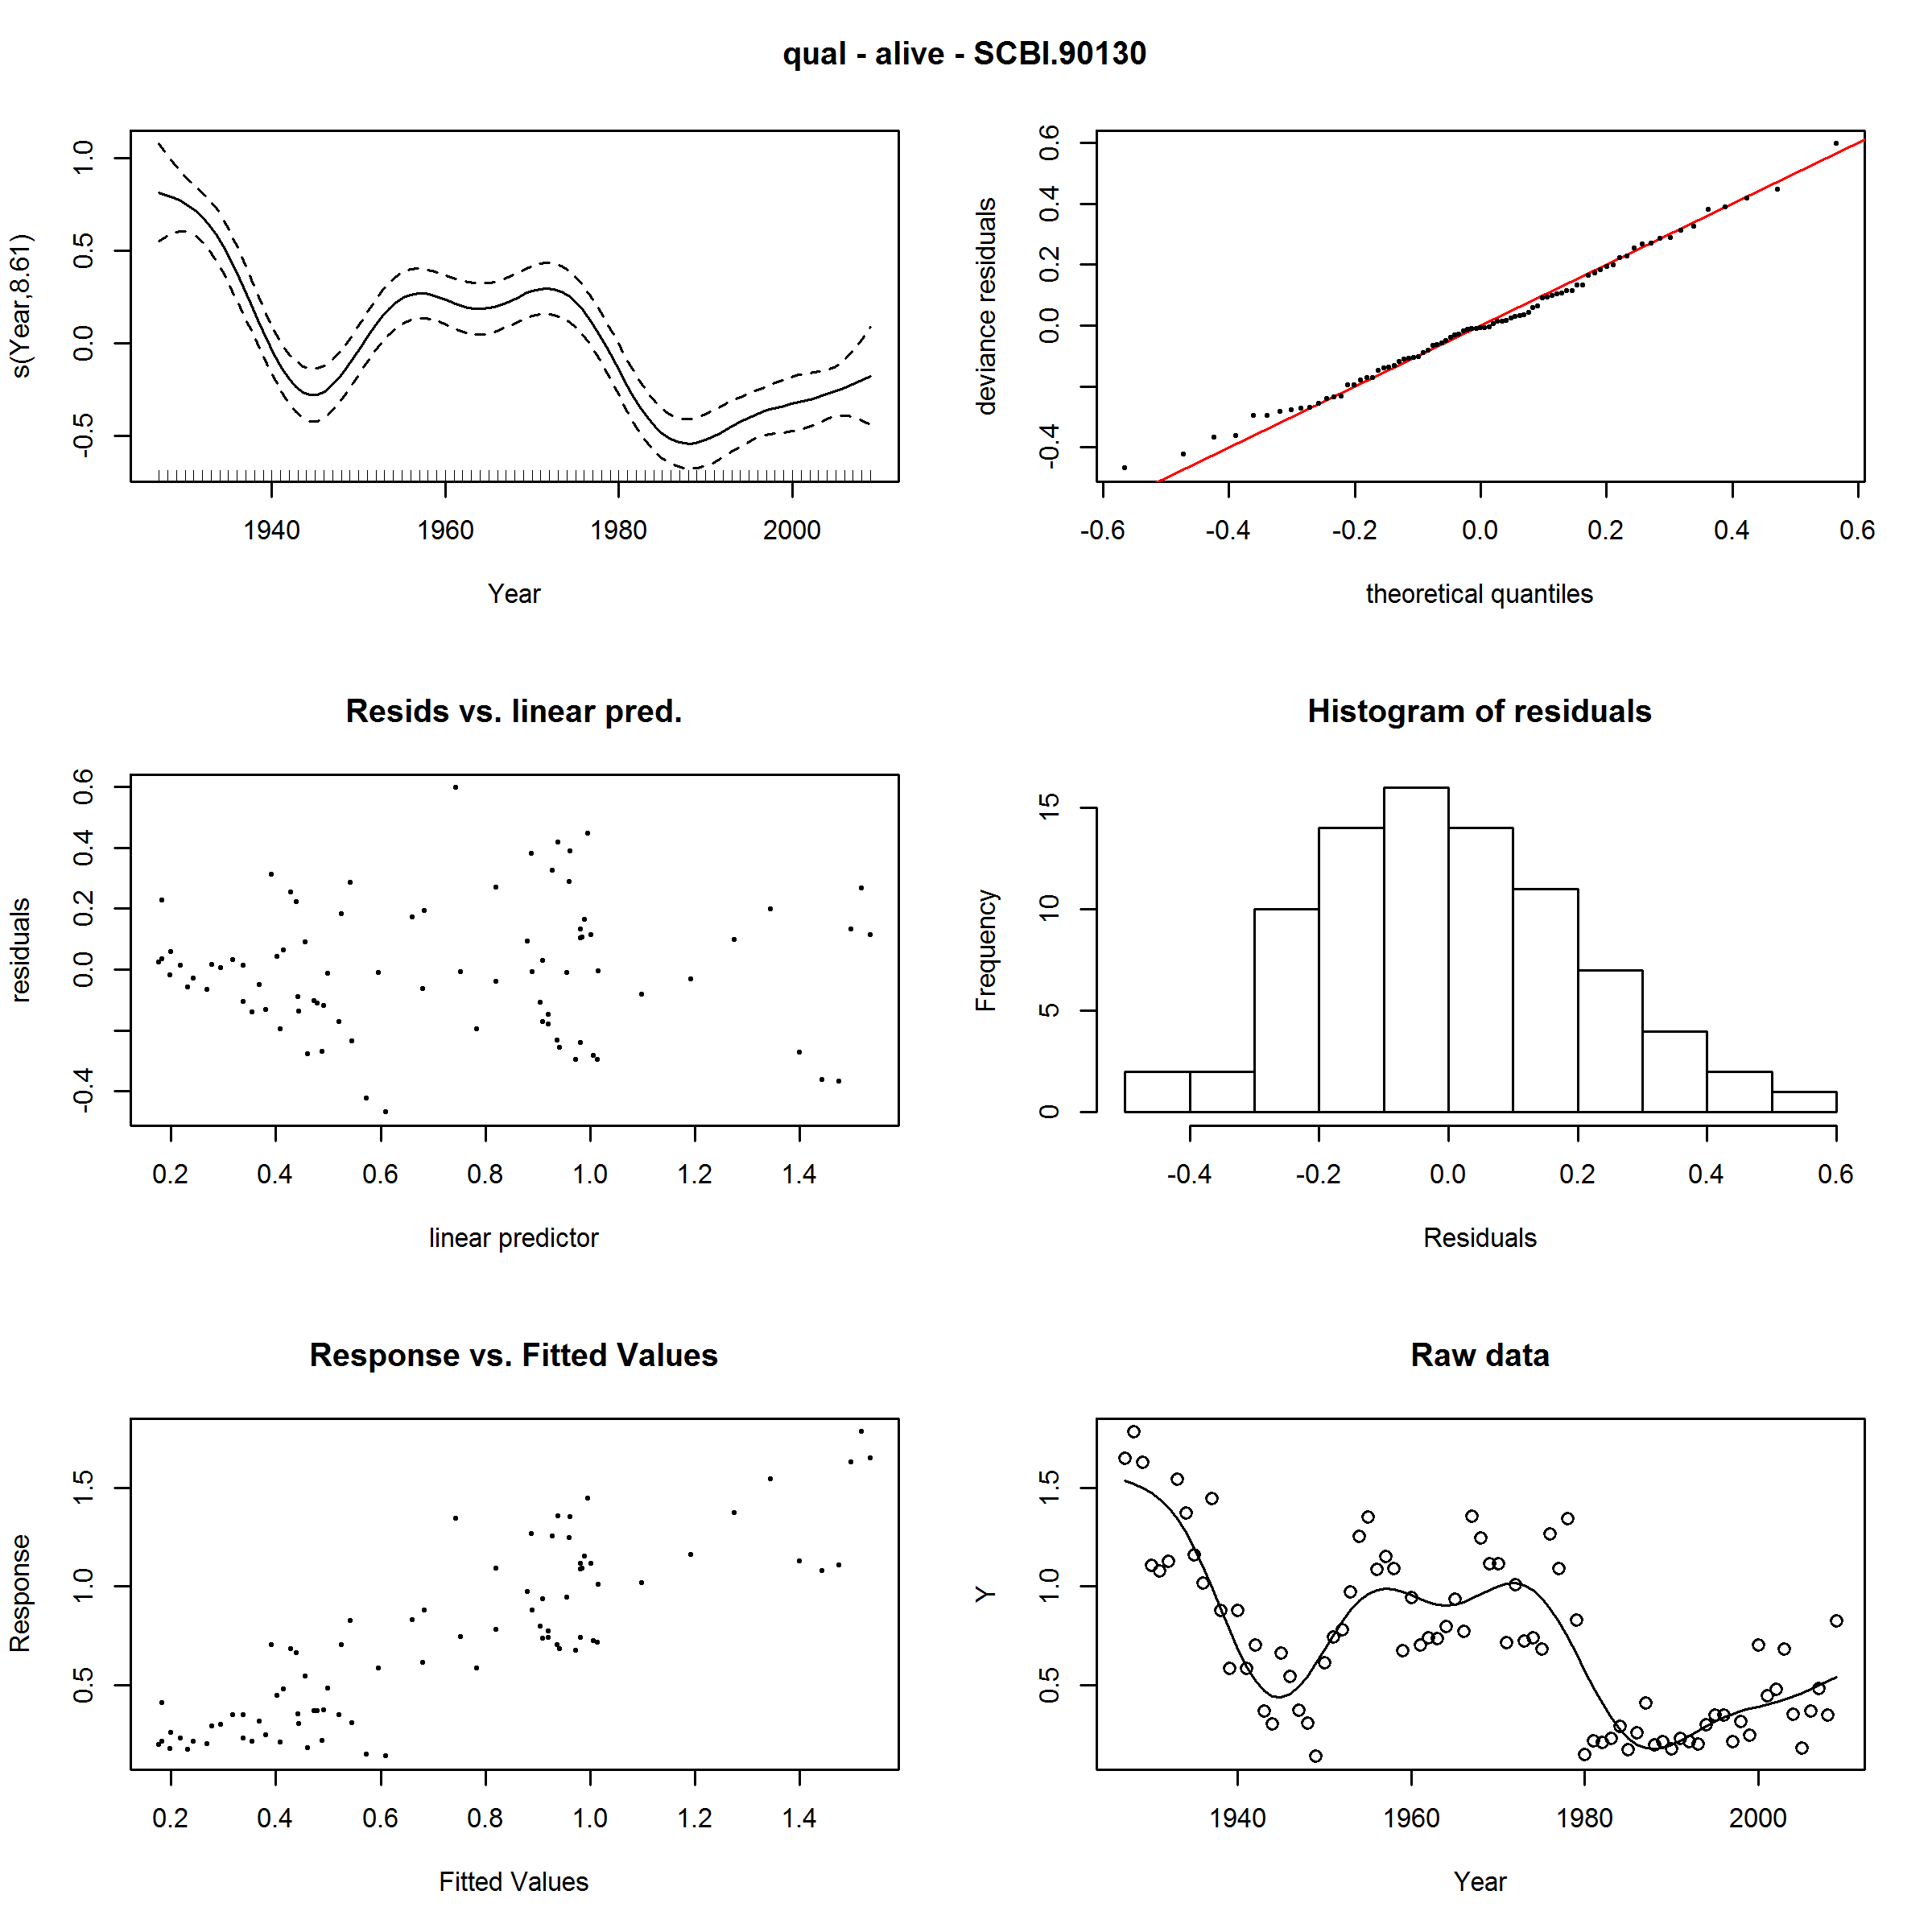 qual - alive - SCBI.90130
s(Year,8.61)
1.0
0.5
0.0
-0.5
1940 1960 1980 2000
Year
deviance residuals
0.6
0.4
0.2
0.0
-0.4
-0.6 -0.4 -0.2 0.0 0.2 0.4 0.6
theoretical quantiles
Resids vs. linear pred.
residuals
0.6
0.4
0.2
0.0
-0.4
0.2 0.4 0.6 0.8 1.0 1.2 1.4
linear predictor
Histogram of residuals
Frequency
15
10
5
0
-0.4 -0.2 0.0 0.2 0.4 0.6
Residuals
Response vs. Fitted Values
Response
1.5
1.0
0.5
0.2 0.4 0.6 0.8 1.0 1.2 1.4
Fitted Values
Raw data
Y
1.5
1.0
0.5
1940 1960 1980 2000
Year